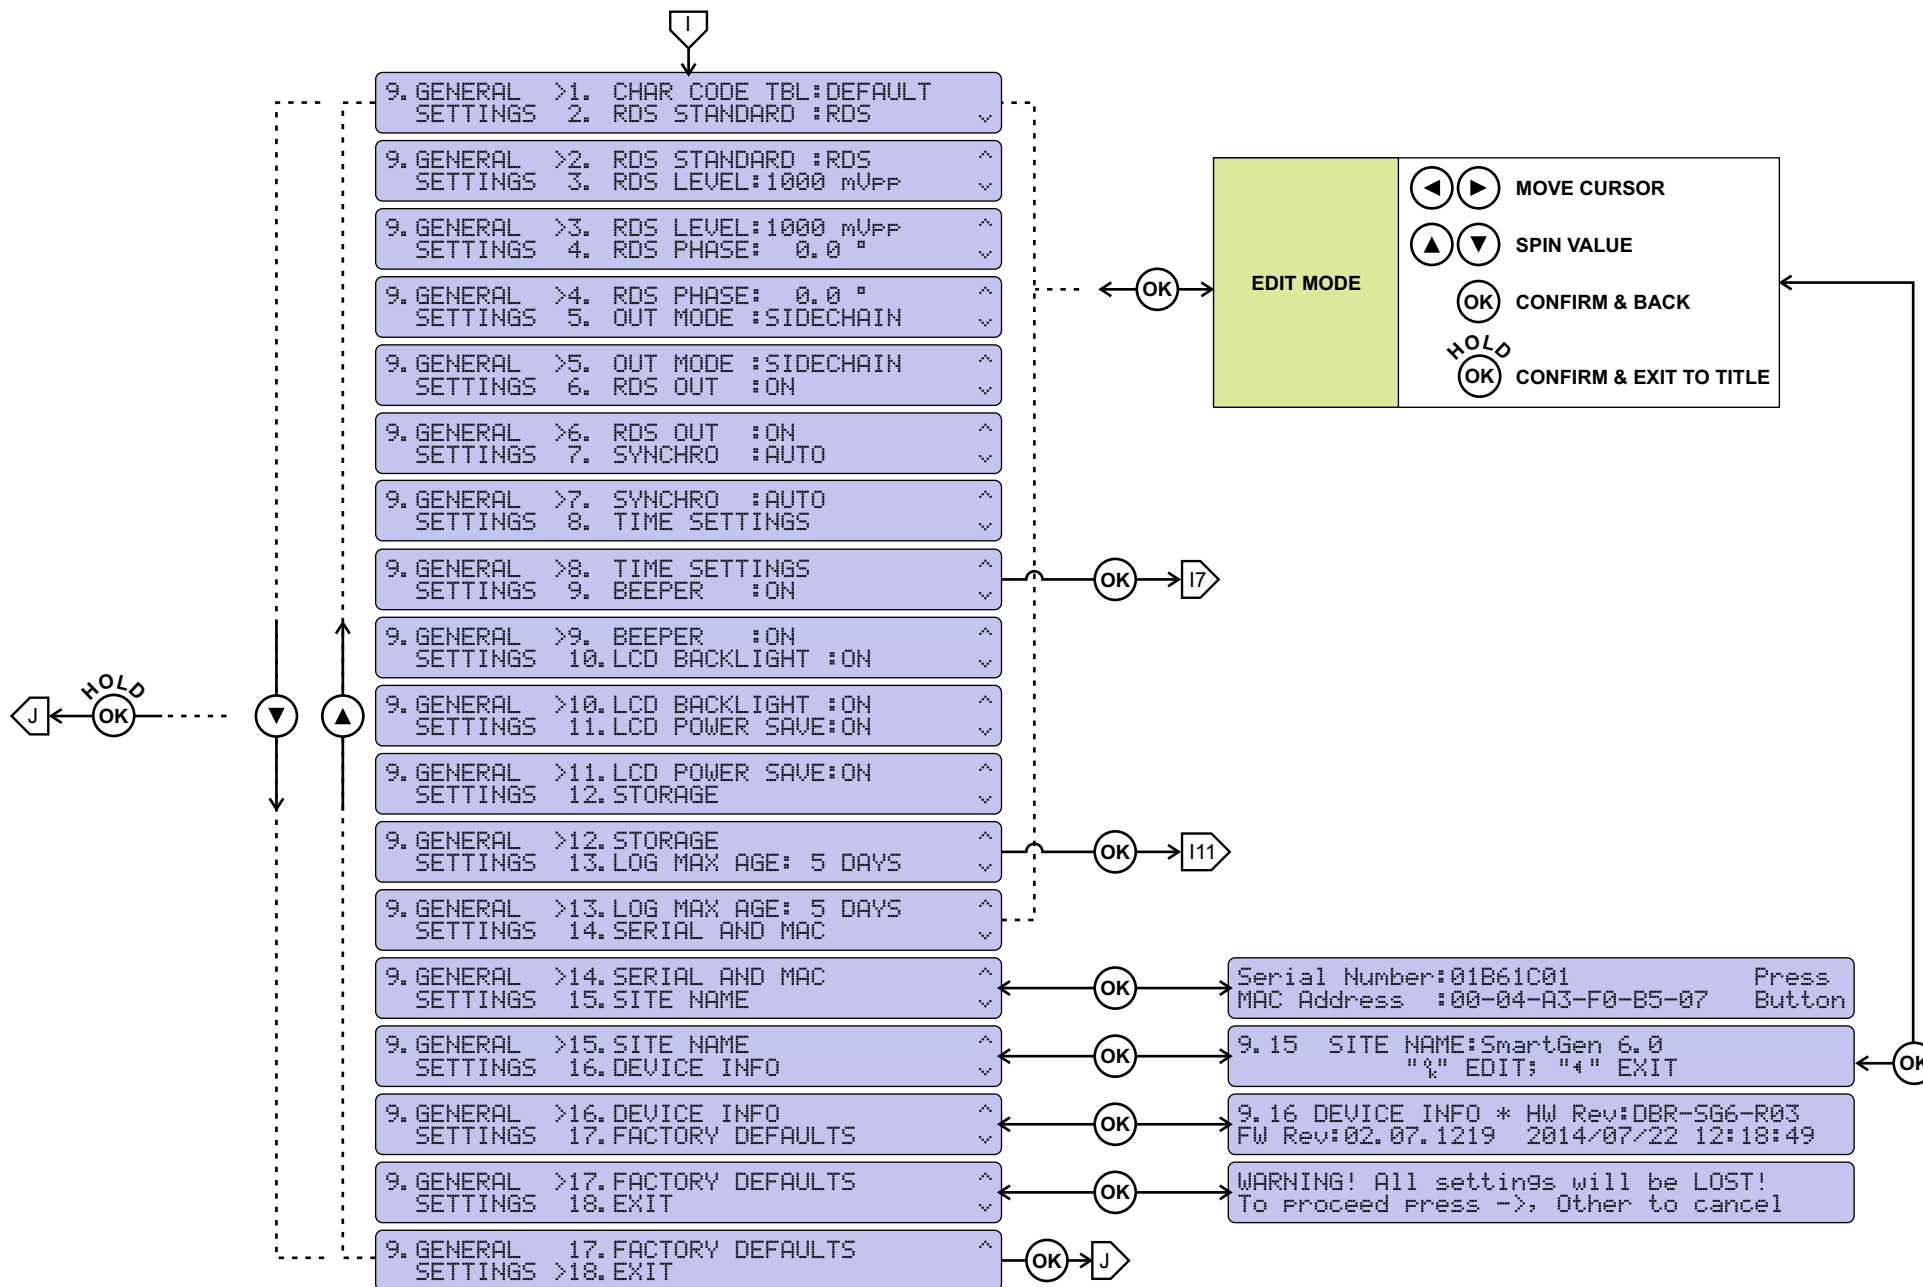 I
9.GENERAL >1. CHAR CODE TBL:DEFAULT
SETTINGS 2. RDS STANDARD :RDS
9.GENERAL >2. RDS STANDARD :RDS ^
SETTINGS 3. RDS LEVEL:1000 mVpp
9.GENERAL >3. RDS LEVEL:1000 mVpp ^
SETTINGS 4. RDS PHASE: 0.0 °
9.GENERAL >4. RDS PHASE: 0.0 ° ^
SETTINGS 5. OUT MODE :SIDECHAIN
9.GENERAL >5. OUT MODE :SIDECHAIN ^
SETTINGS 6. RDS OUT :ON
9.GENERAL >6. RDS OUT :ON ^
SETTINGS 7. SYNCHRO :AUTO
9.GENERAL >7. SYNCHRO :AUTO ^
SETTINGS 8. TIME SETTINGS
9.GENERAL >8. TIME SETTINGS ^
SETTINGS 9. BEEPER :ON
OK I7
9.GENERAL >9. BEEPER :ON ^
SETTINGS 10.LCD BACKLIGHT :ON
9.GENERAL >10.LCD BACKLIGHT :ON ^
SETTINGS 11.LCD POWER SAVE:ON
J
HOLD
OK
9.GENERAL >11.LCD POWER SAVE:ON ^
SETTINGS 12.STORAGE
9.GENERAL >12.STORAGE ^
SETTINGS 13.LOG MAX AGE: 5 DAYS
OK I11
9.GENERAL >13.LOG MAX AGE: 5 DAYS ^
SETTINGS 14.SERIAL AND MAC
9.GENERAL >14.SERIAL AND MAC ^
SETTINGS 15.SITE NAME
OK
Serial Number:01B61C01 Press
MAC Address :00-04-A3-F0-B5-07 Button
9.GENERAL >15.SITE NAME ^
SETTINGS 16.DEVICE INFO
OK
9.15 SITE NAME:SmartGen 6.0
"OK" EDIT; "◄" EXIT
OK
9.GENERAL >16.DEVICE INFO ^
SETTINGS 17.FACTORY DEFAULTS
OK
9.16 DEVICE INFO * HW Rev:DBR-SG6-R03
FW Rev:02.07.1219 2014/07/22 12:18:49
9.GENERAL >17.FACTORY DEFAULTS ^
SETTINGS 18.EXIT
OK
WARNING! All settings will be LOST!
To proceed press ->, Other to cancel
9.GENERAL 17.FACTORY DEFAULTS ^
SETTINGS >18.EXIT
OK J
OK
EDIT MODE
◄ ► MOVE CURSOR
▲ ▼ SPIN VALUE
OK CONFIRM & BACK
HOLD
OK CONFIRM & EXIT TO TITLE